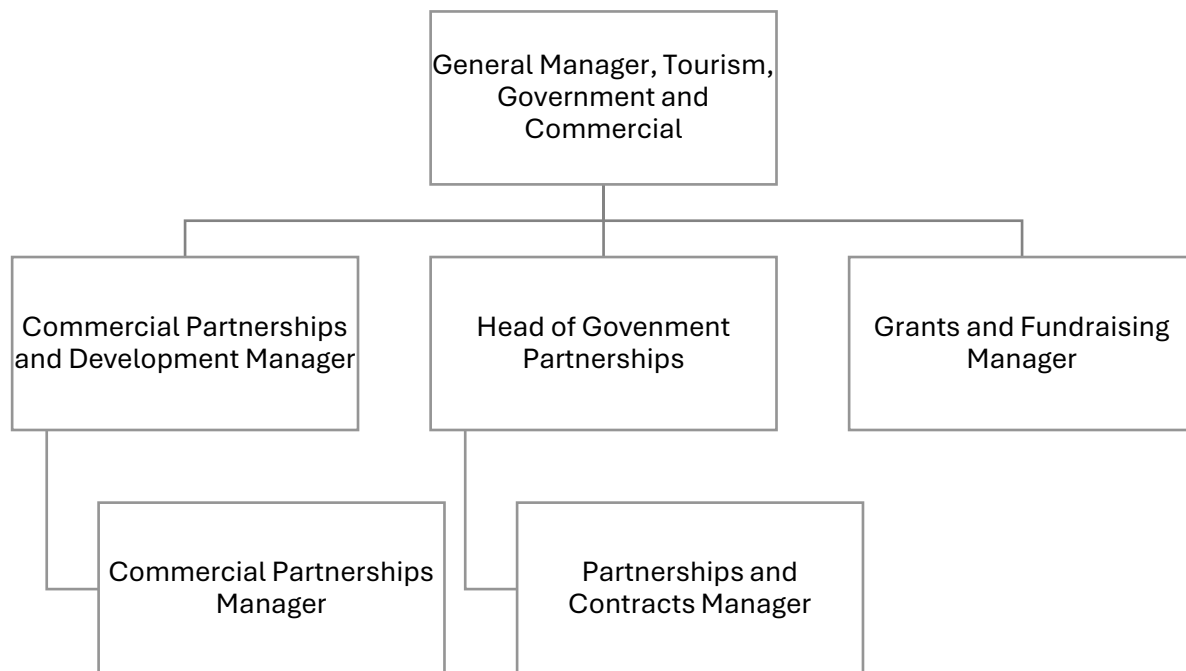 General Manager, Tourism,
Government and
Commercial
Commercial Partnerships
and Development Manager
Head of Govenment
Partnerships
Grants and Fundraising
Manager
Commercial Partnerships
Manager
Partnerships and
Contracts Manager